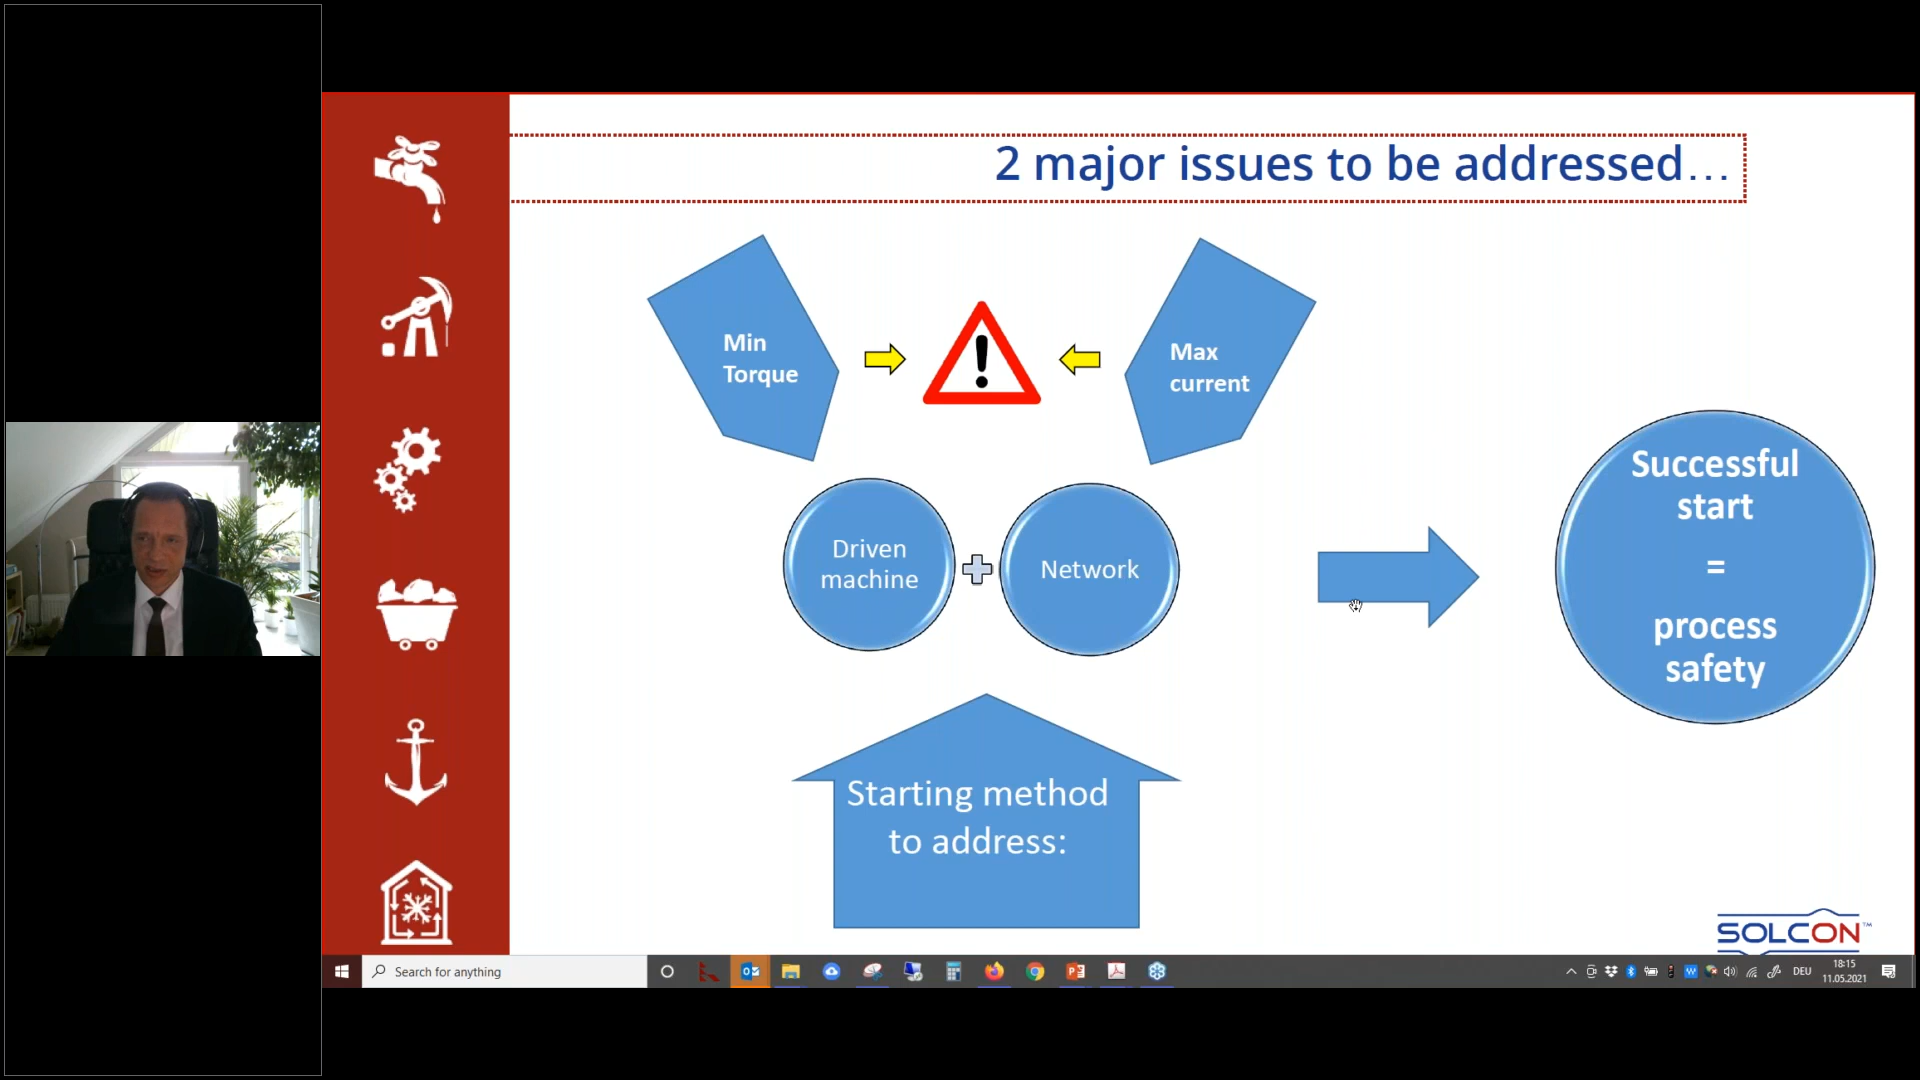 2 major issues to be addressed...
Min
Torque
!
Max
current
Driven
machine
Network
Successful
start
=
process
safety
Starting method
to address:
SOLCON™
Search for anything
DEU
18:15
11.05.2021